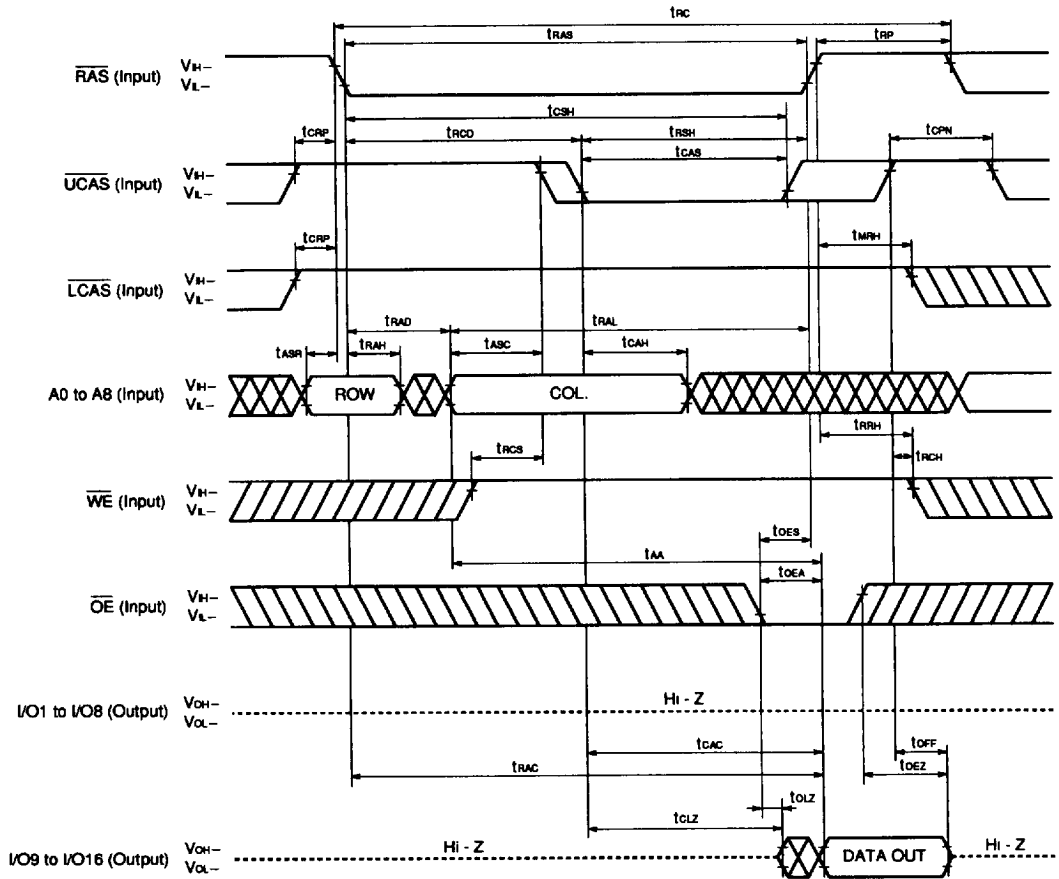 tRC
tRAS
tRP
RAS (Input)
VIH–
VIL–
tCSH
tCRP
tRCD
tRSH
tCPN
tCAS
UCAS (Input)
VIH–
VIL–
tCRP
tMRH
LCAS (Input)
VIH–
VIL–
tRAD
tRAL
tASR
tRAH
tASC
tCAH
A0 to A8 (Input)
VIH–
VIL–
ROW
COL.
tRRH
tRCS
tRCH
WE (Input)
VIH–
VIL–
tOES
tAA
tOEA
OE (Input)
VIH–
VIL–
I/O1 to I/O8 (Output)
VOH–
VOL–
Hi - Z
tCAC
tOFF
tRAC
tOEZ
tOLZ
tCLZ
I/O9 to I/O16 (Output)
VOH–
VOL–
Hi - Z
DATA OUT
Hi - Z